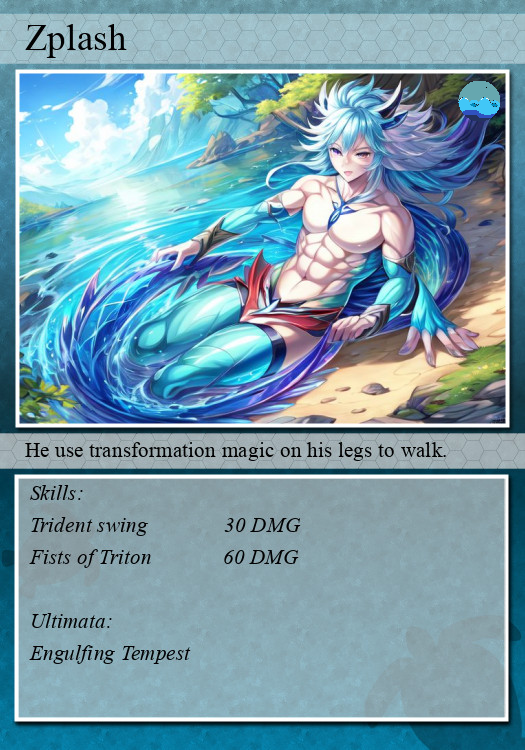 Zplash
He use transformation magic on his legs to walk.
Skills:
Trident swing 30 DMG
Fists of Triton 60 DMG
Ultimata:
Engulfing Tempest